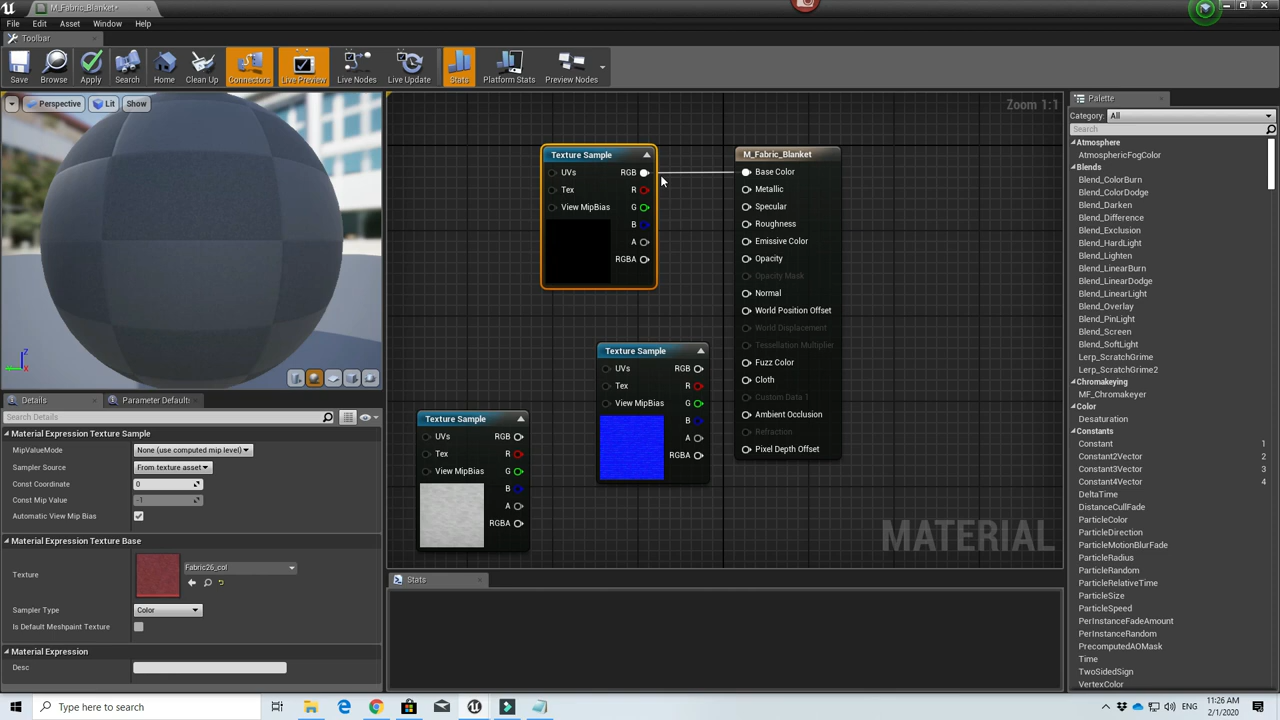 M_Fabric_Blanket*
File Edit Asset Window Help
Toolbar
Save Browse Apply Search Home Clean Up Connectors Live Preview Live Nodes Live Update Stats Platform Stats Preview Nodes
Perspective Lit Show
Zoom 1:1
Texture Sample
UVs RGB
Tex R
View MipBias G
B
A
RGBA
M_Fabric_Blanket
Base Color
Metallic
Specular
Roughness
Emissive Color
Opacity
Opacity Mask
Normal
World Position Offset
World Displacement
Tessellation Multiplier
Fuzz Color
Cloth
Custom Data 1
Ambient Occlusion
Refraction
Pixel Depth Offset
Texture Sample
UVs RGB
Tex R
View MipBias G
B
A
RGBA
Texture Sample
UVs RGB
Tex R
View MipBias G
B
A
RGBA
MATERIAL
Z
X
Details Parameter Default
Search Details
Material Expression Texture Sample
MipValueMode None (use computed mip level)
Sampler Source From texture asset
Const Coordinate 0
Const Mip Value -1
Automatic View Mip Bias
Material Expression Texture Base
Texture Fabric26_col
Sampler Type Color
Is Default Meshpaint Texture
Material Expression
Desc
Stats
Palette
Category: All
Search
Atmosphere
AtmosphericFogColor
Blends
Blend_ColorBurn
Blend_ColorDodge
Blend_Darken
Blend_Difference
Blend_Exclusion
Blend_HardLight
Blend_Lighten
Blend_LinearBurn
Blend_LinearDodge
Blend_LinearLight
Blend_Overlay
Blend_PinLight
Blend_Screen
Blend_SoftLight
Lerp_ScratchGrime
Lerp_ScratchGrime2
Chromakeying
MF_Chromakeyer
Color
Desaturation
Constants
Constant 1
Constant2Vector 2
Constant3Vector 3
Constant4Vector 4
DeltaTime
DistanceCullFade
ParticleColor
ParticleDirection
ParticleMotionBlurFade
ParticleRadius
ParticleRandom
ParticleRelativeTime
ParticleSize
ParticleSpeed
PerInstanceFadeAmount
PerInstanceRandom
PrecomputedAOMask
Time
TwoSidedSign
VertexColor
Type here to search
ENG
11:26 AM
2/1/2020